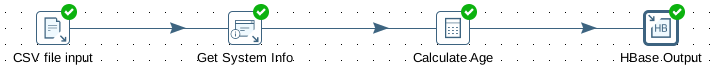 HB
CSV file input
Get System Info
Calculate Age
HBase Output